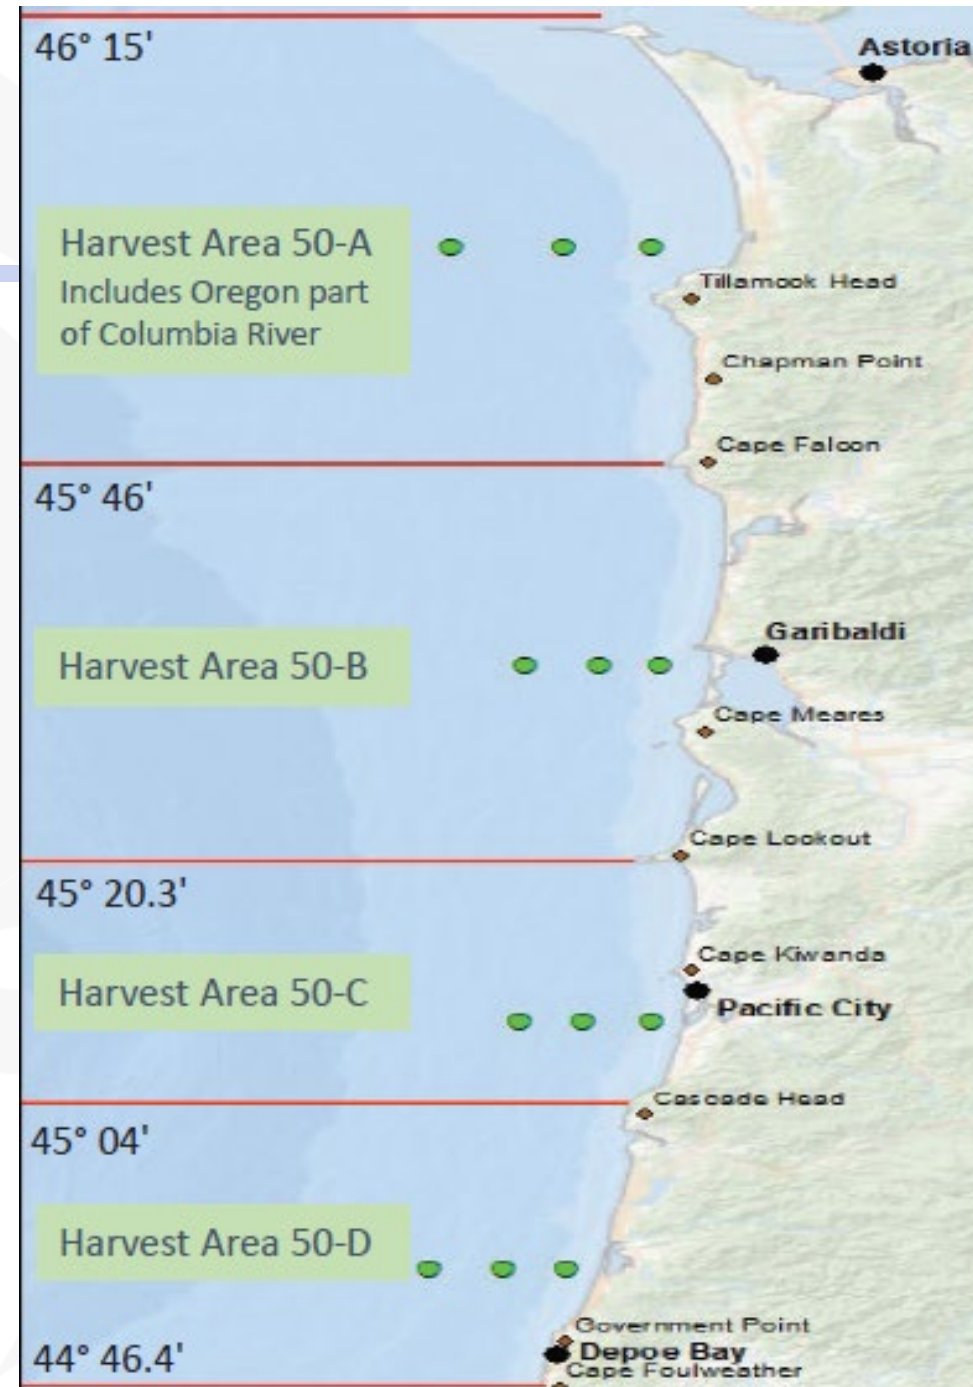 46° 15'
Astoria
Harvest Area 50-A
Includes Oregon part
of Columbia River
Tillamook Head
Chapman Point
Cape Falcon
45° 46'
Garibaldi
Harvest Area 50-B
Cape Meares
Cape Lookout
45° 20.3'
Cape Kiwanda
Harvest Area 50-C
Pacific City
Cascade Head
45° 04'
Harvest Area 50-D
Government Point
Depoe Bay
44° 46.4'
Cape Foulweather